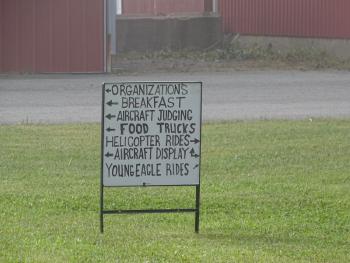 ← ORGANIZATIONS
← BREAKFAST
← AIRCRAFT JUDGING
← FOOD TRUCKS
HELICOPTER RIDES →
← AIRCRAFT DISPLAY
YOUNG EAGLE RIDES